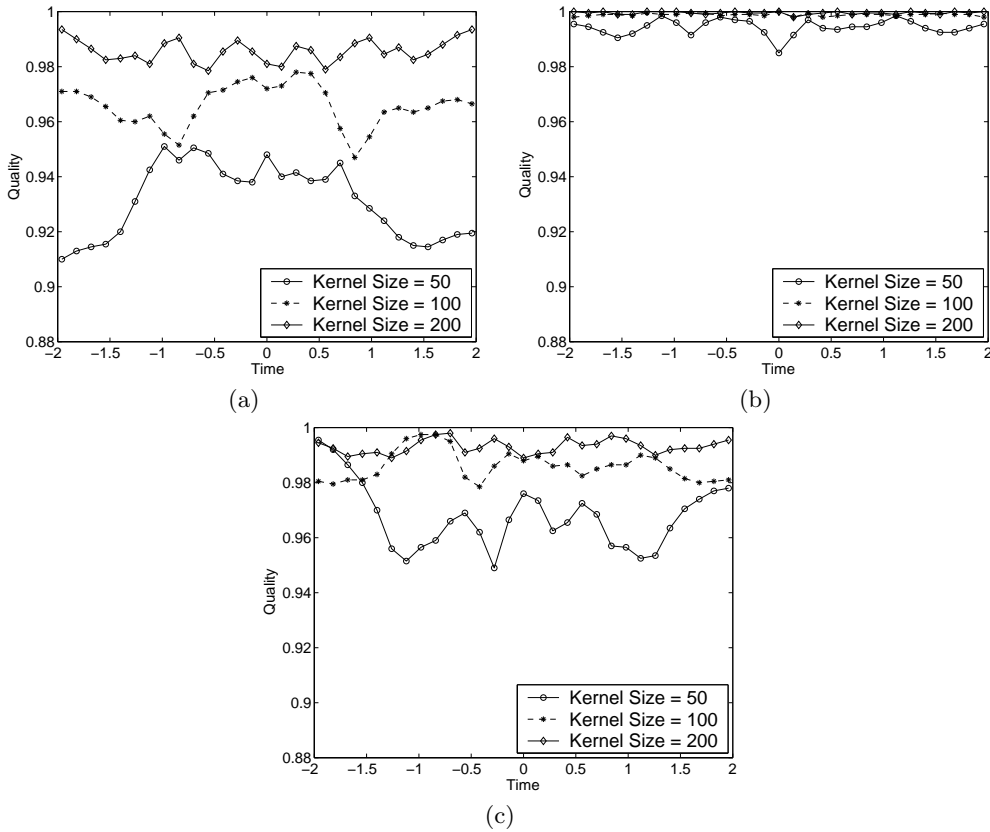 1
0.98
0.96
0.94
0.92
0.9
0.88
Quality
−2
−1.5
−1
−0.5
0
0.5
1
1.5
2
Time
Kernel Size = 50
Kernel Size = 100
Kernel Size = 200
(a)
1
0.98
0.96
0.94
0.92
0.9
0.88
Quality
−2
−1.5
−1
−0.5
0
0.5
1
1.5
2
Time
Kernel Size = 50
Kernel Size = 100
Kernel Size = 200
(b)
1
0.98
0.96
0.94
0.92
0.9
0.88
Quality
−2
−1.5
−1
−0.5
0
0.5
1
1.5
2
Time
Kernel Size = 50
Kernel Size = 100
Kernel Size = 200
(c)